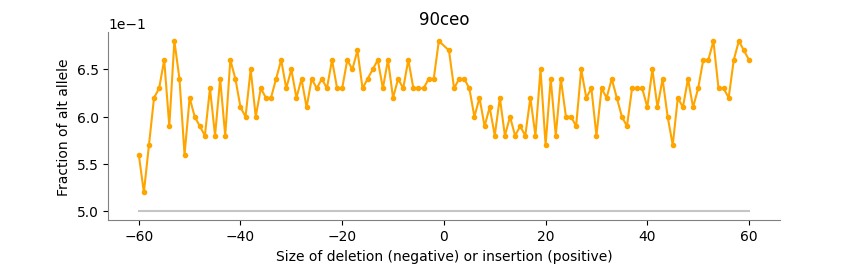 90ceo
1e−1
Fraction of alt allele
6.5
6.0
5.5
5.0
−60 −40 −20 0 20 40 60
Size of deletion (negative) or insertion (positive)